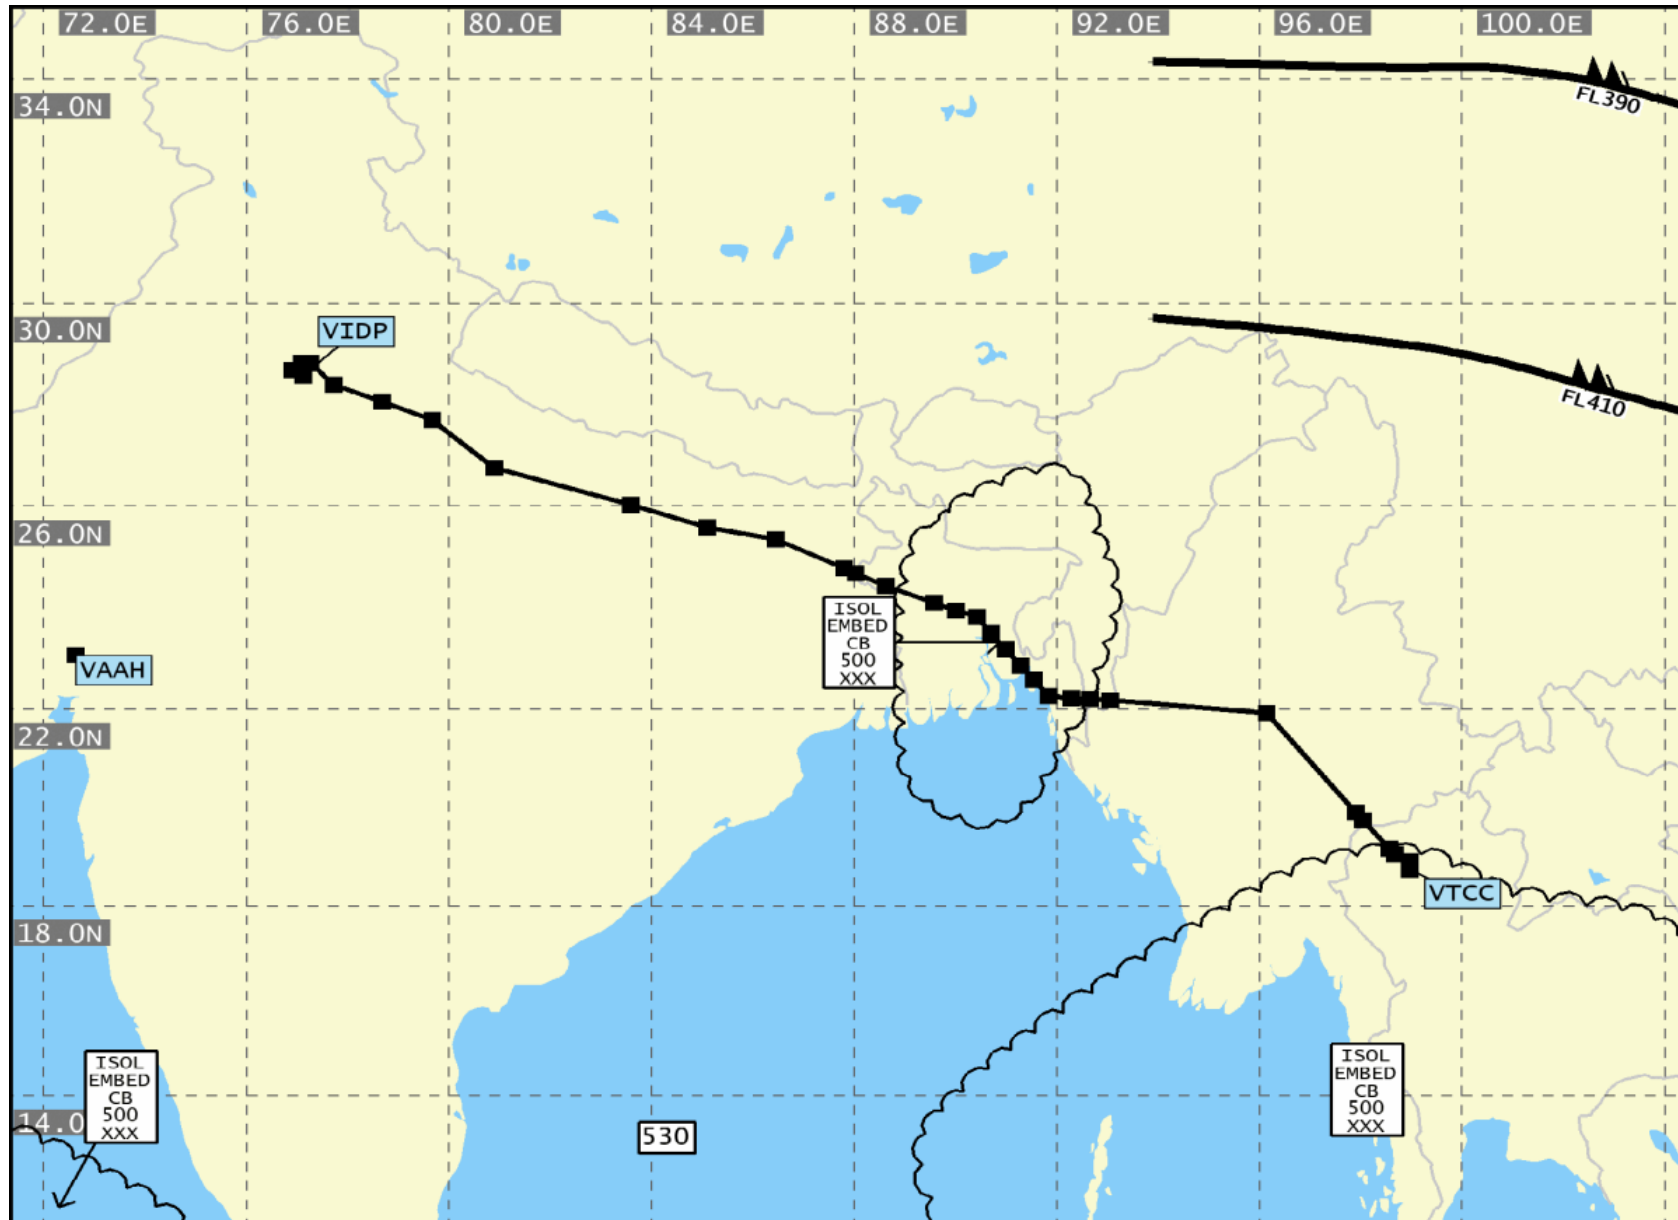 72.0E 76.0E 80.0E 84.0E 88.0E 92.0E 96.0E 100.0E
34.0N
FL390
30.0N
VIDP
FL410
26.0N
ISOL
EMBED
CB
500
XXX
VAAH
22.0N
VTCC
18.0N
ISOL
EMBED
CB
500
XXX
ISOL
EMBED
CB
500
XXX
14.0N
530